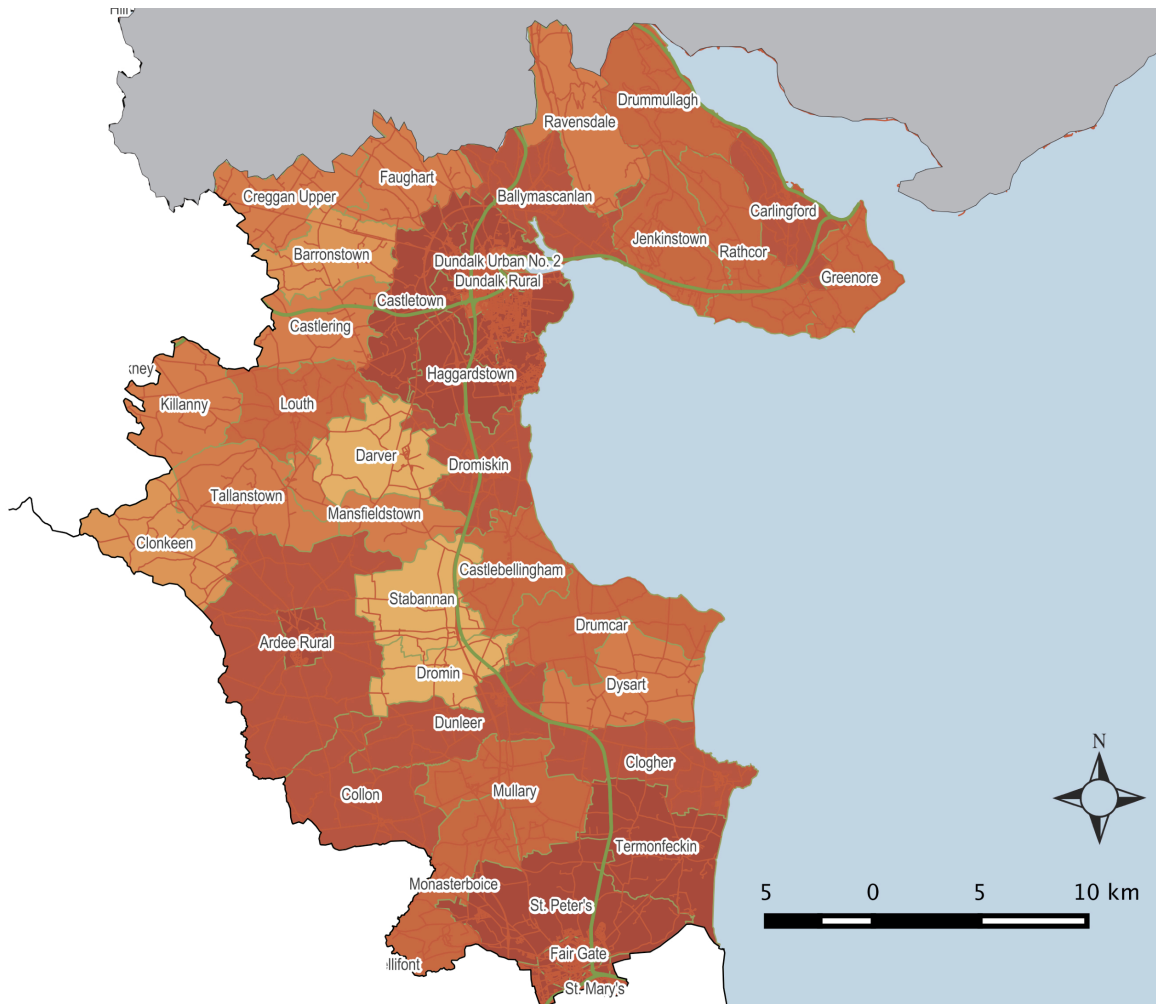 Hill
Drummullagh
Ravensdale
Faughart
Creggan Upper
Ballymascanlan
Carlingford
Jenkinstown
Rathcor
Barronstown
Dundalk Urban No. 2
Greenore
Dundalk Rural
Castletown
Castlering
kney
Haggardstown
Killanny
Louth
Darver
Dromiskin
Tallanstown
Mansfieldstown
Clonkeen
Castlebellingham
Stabannan
Drumcar
Ardee Rural
Dromin
Dysart
Dunleer
N
Clogher
Collon
Mullary
Termonfeckin
Monasterboice
5 0 5 10 km
St. Peter's
Fair Gate
llifont
St. Mary's